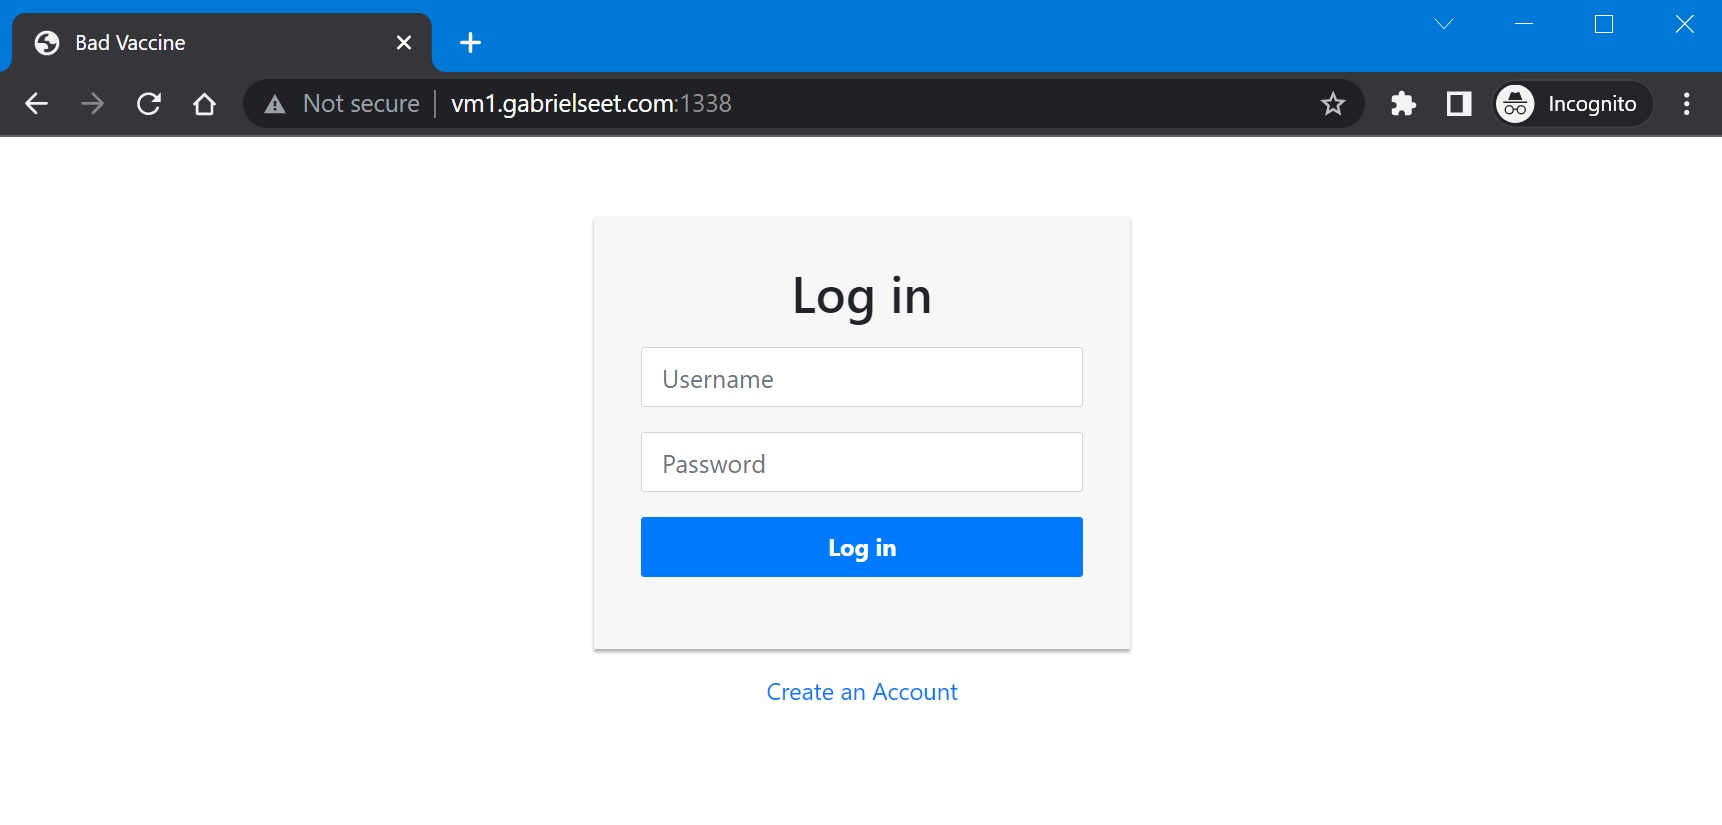 Bad Vaccine
Not secure vm1.gabrielseet.com:1338 Incognito
Log in
Username
Password
Log in
Create an Account